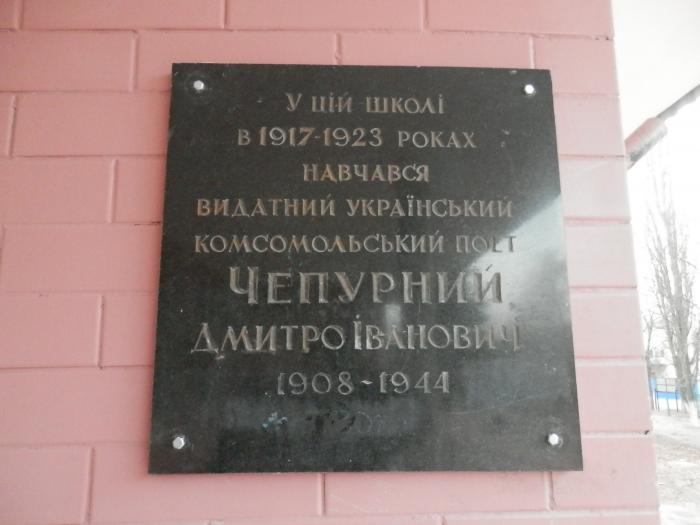 У ЦІЙ ШКОЛІ
В 1917-1923 РОКАХ
НАВЧАВСЯ
ВИДАТНИЙ УКРАЇНСЬКИЙ
КОМСОМОЛЬСЬКИЙ ПОЕТ
ЧЕПУРНИЙ
ДМИТРО ІВАНОВИЧ
1908-1944